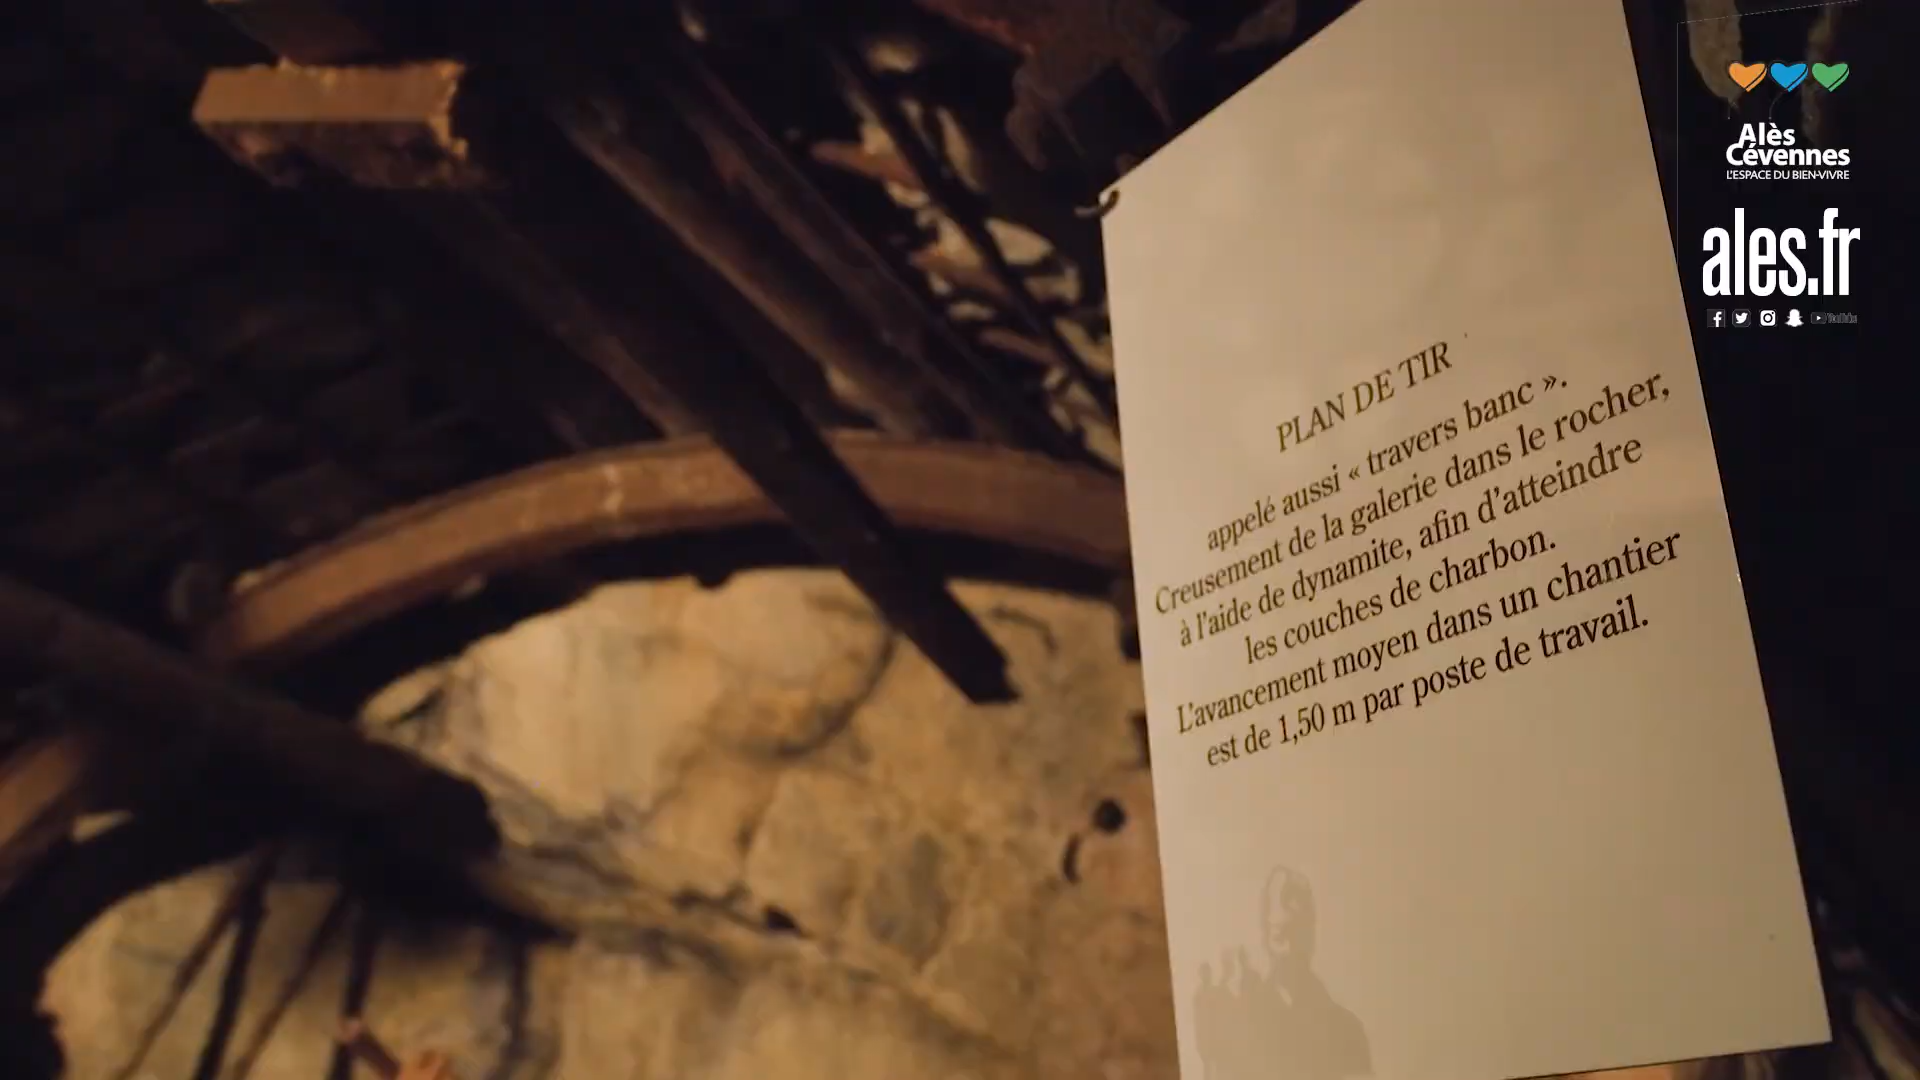 PLAN DE TIR
appelé aussi « travers banc ».
Creusement de la galerie dans le rocher,
à l'aide de dynamite, afin d'atteindre
les couches de charbon.
L'avancement moyen dans un chantier
est de 1,50 m par poste de travail.
Alès
Cévennes
L'ESPACE DU BIEN-VIVRE
ales.fr
YouTube